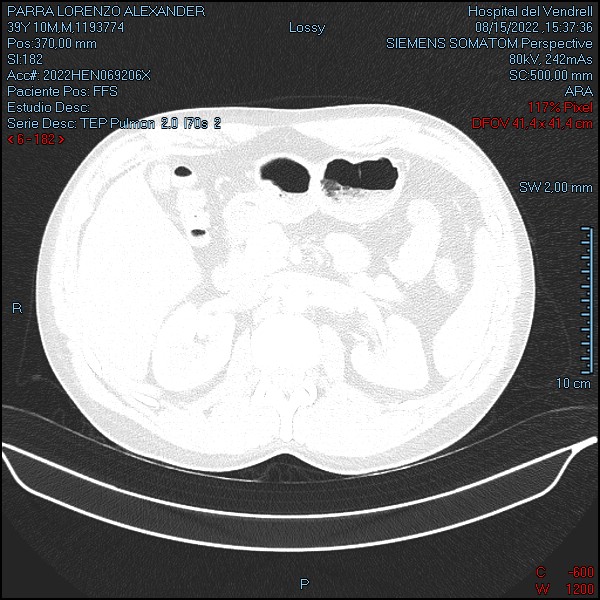 PARRA LORENZO ALEXANDER
39Y 10M,M,1193774
Pos:370,00 mm
SI:182
Acc#: 2022HEN069206X
Paciente Pos: FFS
Estudio Desc:
Serie Desc: TEP Pulmon 2.0 I70s 2
< 6 - 182 >
Lossy
Hospital del Vendrell
08/15/2022 ,15:37:36
SIEMENS SOMATOM Perspective
80kV, 242mAs
SC:500,00 mm
ARA
117% Pixel
DFOV 41,4 x 41,4 cm
SW 2,00 mm
R
10 cm
P
C -600
W 1200